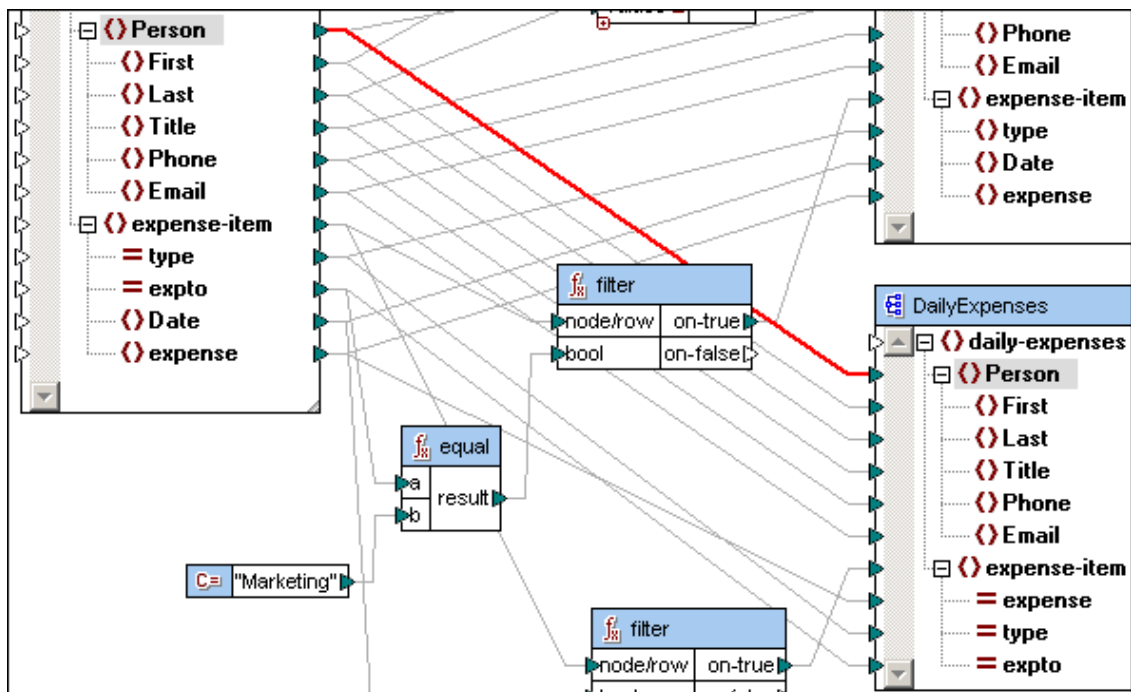 Person
First
Last
Title
Phone
Email
expense-item
type
expto
Date
expense
Phone
Email
expense-item
type
Date
expense
filter
node/row on-true
bool on-false
equal
a
result
b
C= "Marketing"
filter
node/row on-true
DailyExpenses
daily-expenses
Person
First
Last
Title
Phone
Email
expense-item
expense
type
expto